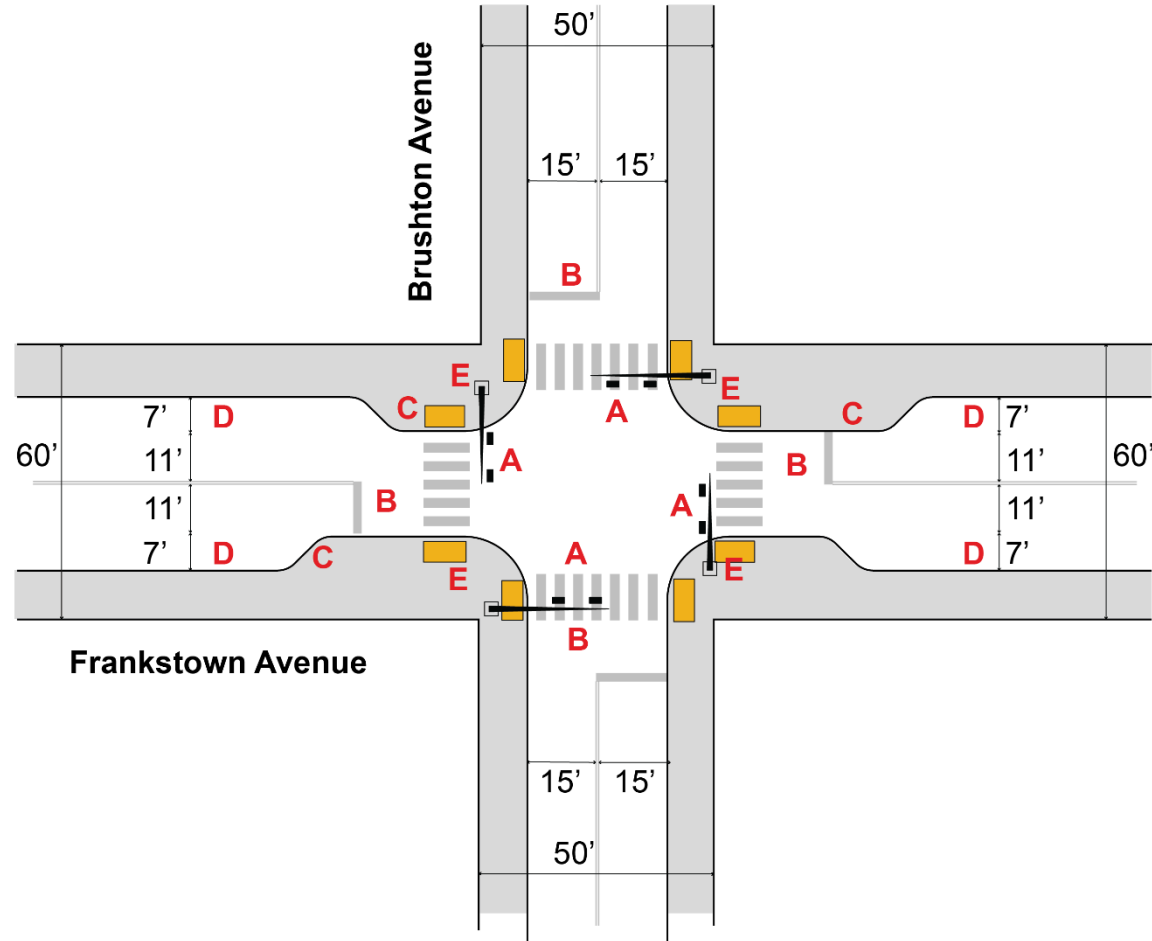 50’
Brushton Avenue
15’ 15’
B
E E
C C
7’ D D 7’
A
60’ 11’ A B 11’ 60’
11’ B A 11’
7’ D C A D 7’
E E
B
Frankstown Avenue
15’ 15’
50’